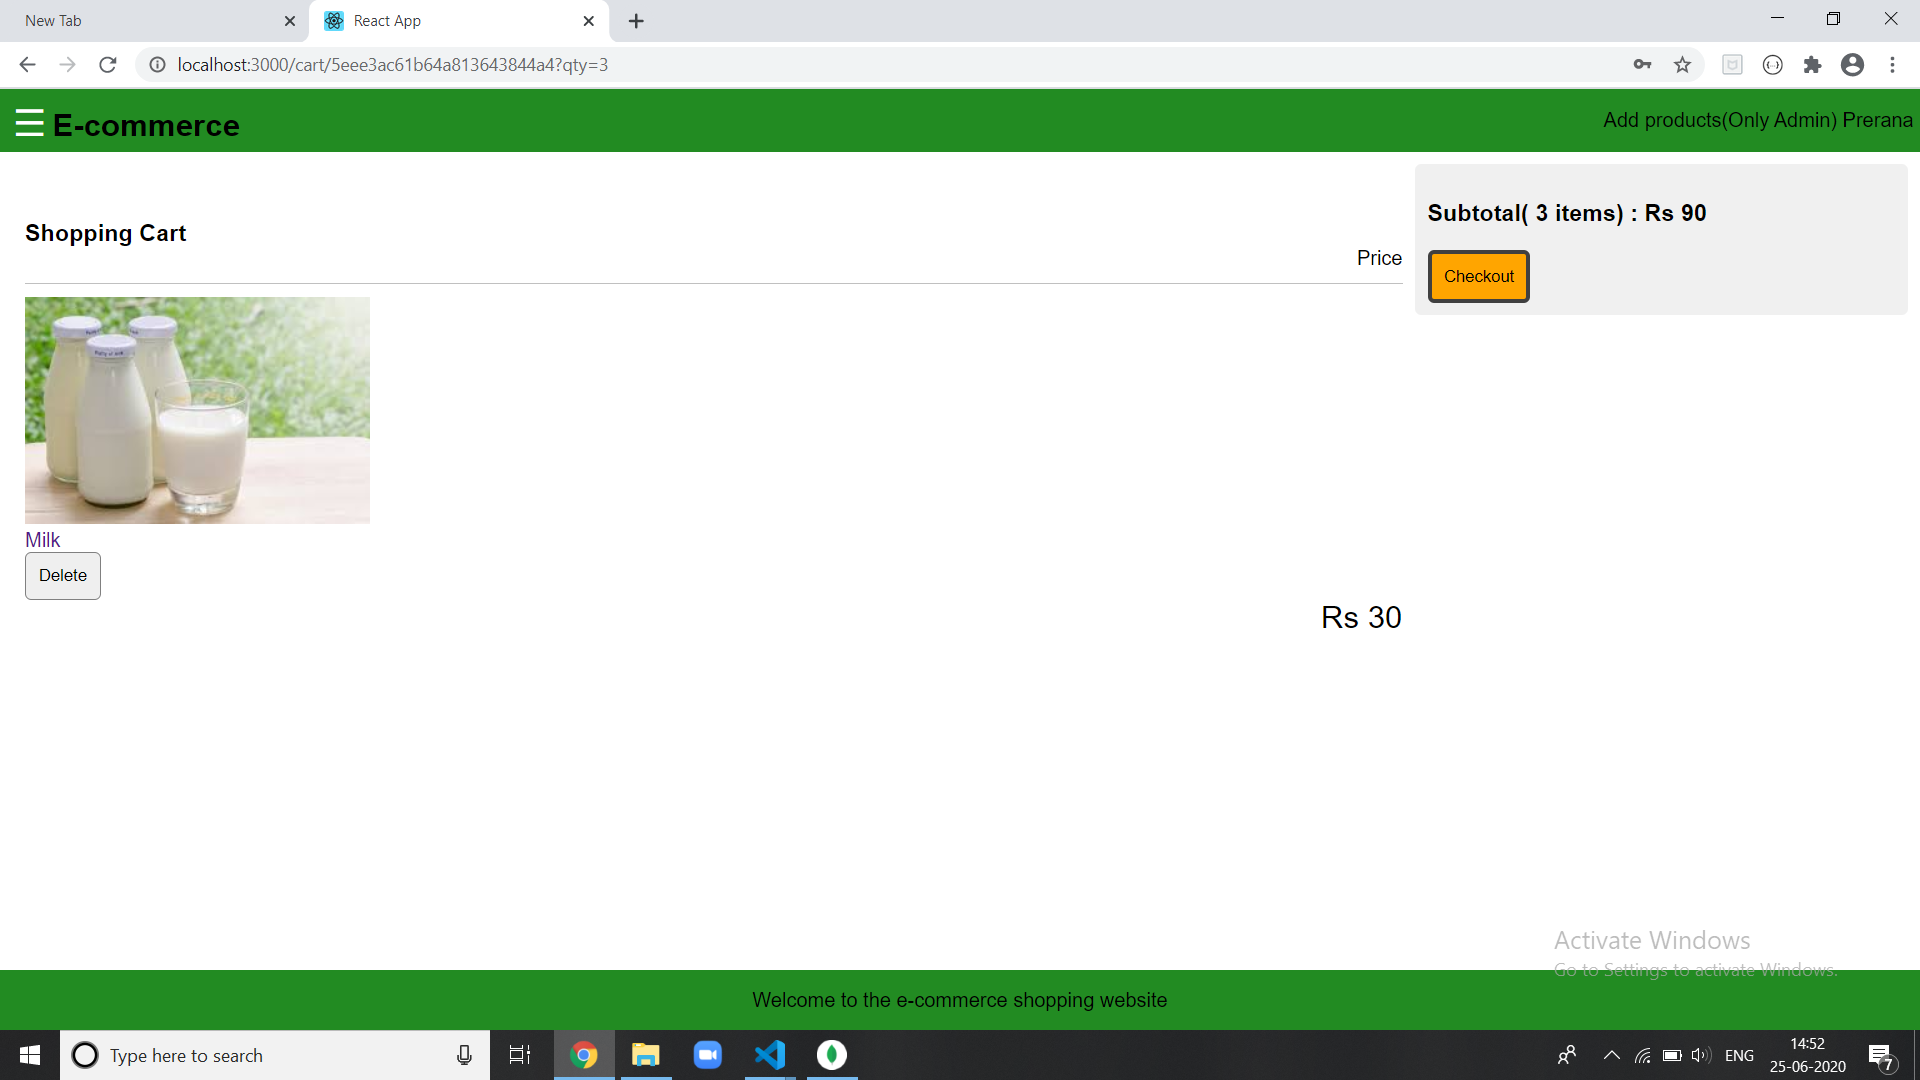 New Tab
React App
localhost:3000/cart/5eee3ac61b64a813643844a4?qty=3
☰ E-commerce
Add products(Only Admin) Prerana
Shopping Cart
Price
Subtotal( 3 items) : Rs 90
Checkout
Milk
Delete
Rs 30
Activate Windows
Go to Settings to activate Windows.
Welcome to the e-commerce shopping website
Type here to search
ENG
14:52
25-06-2020
7